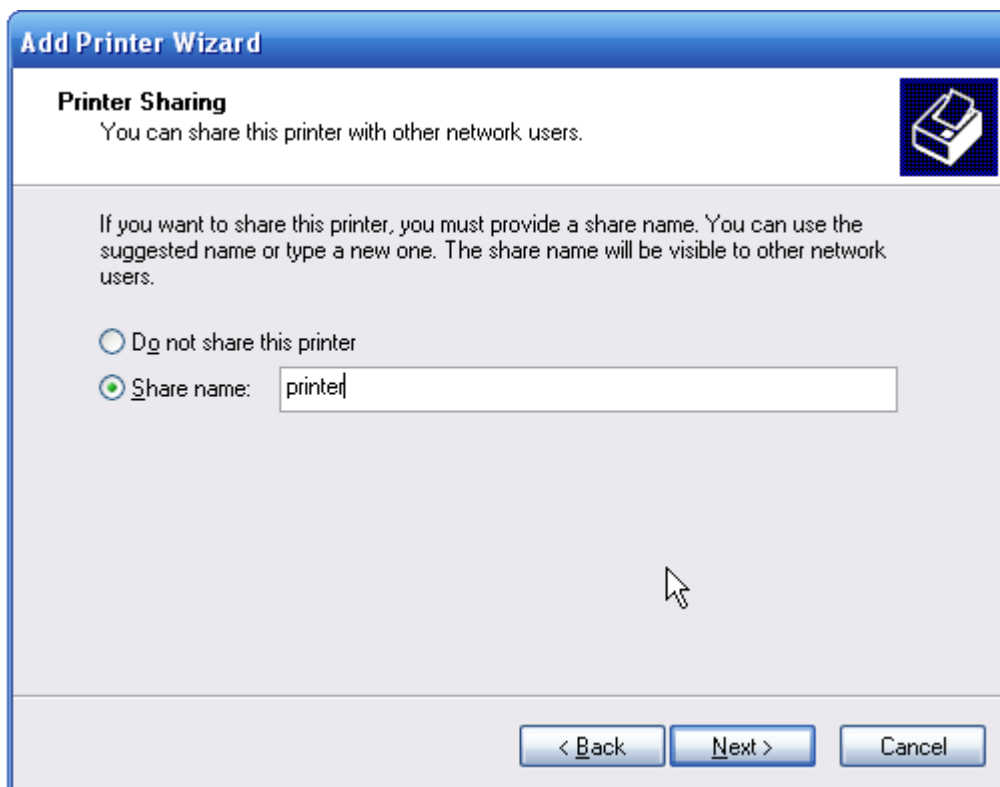 Add Printer Wizard
Printer Sharing
You can share this printer with other network users.
If you want to share this printer, you must provide a share name. You can use the
suggested name or type a new one. The share name will be visible to other network
users.
Do not share this printer
Share name: printer
< Back Next > Cancel